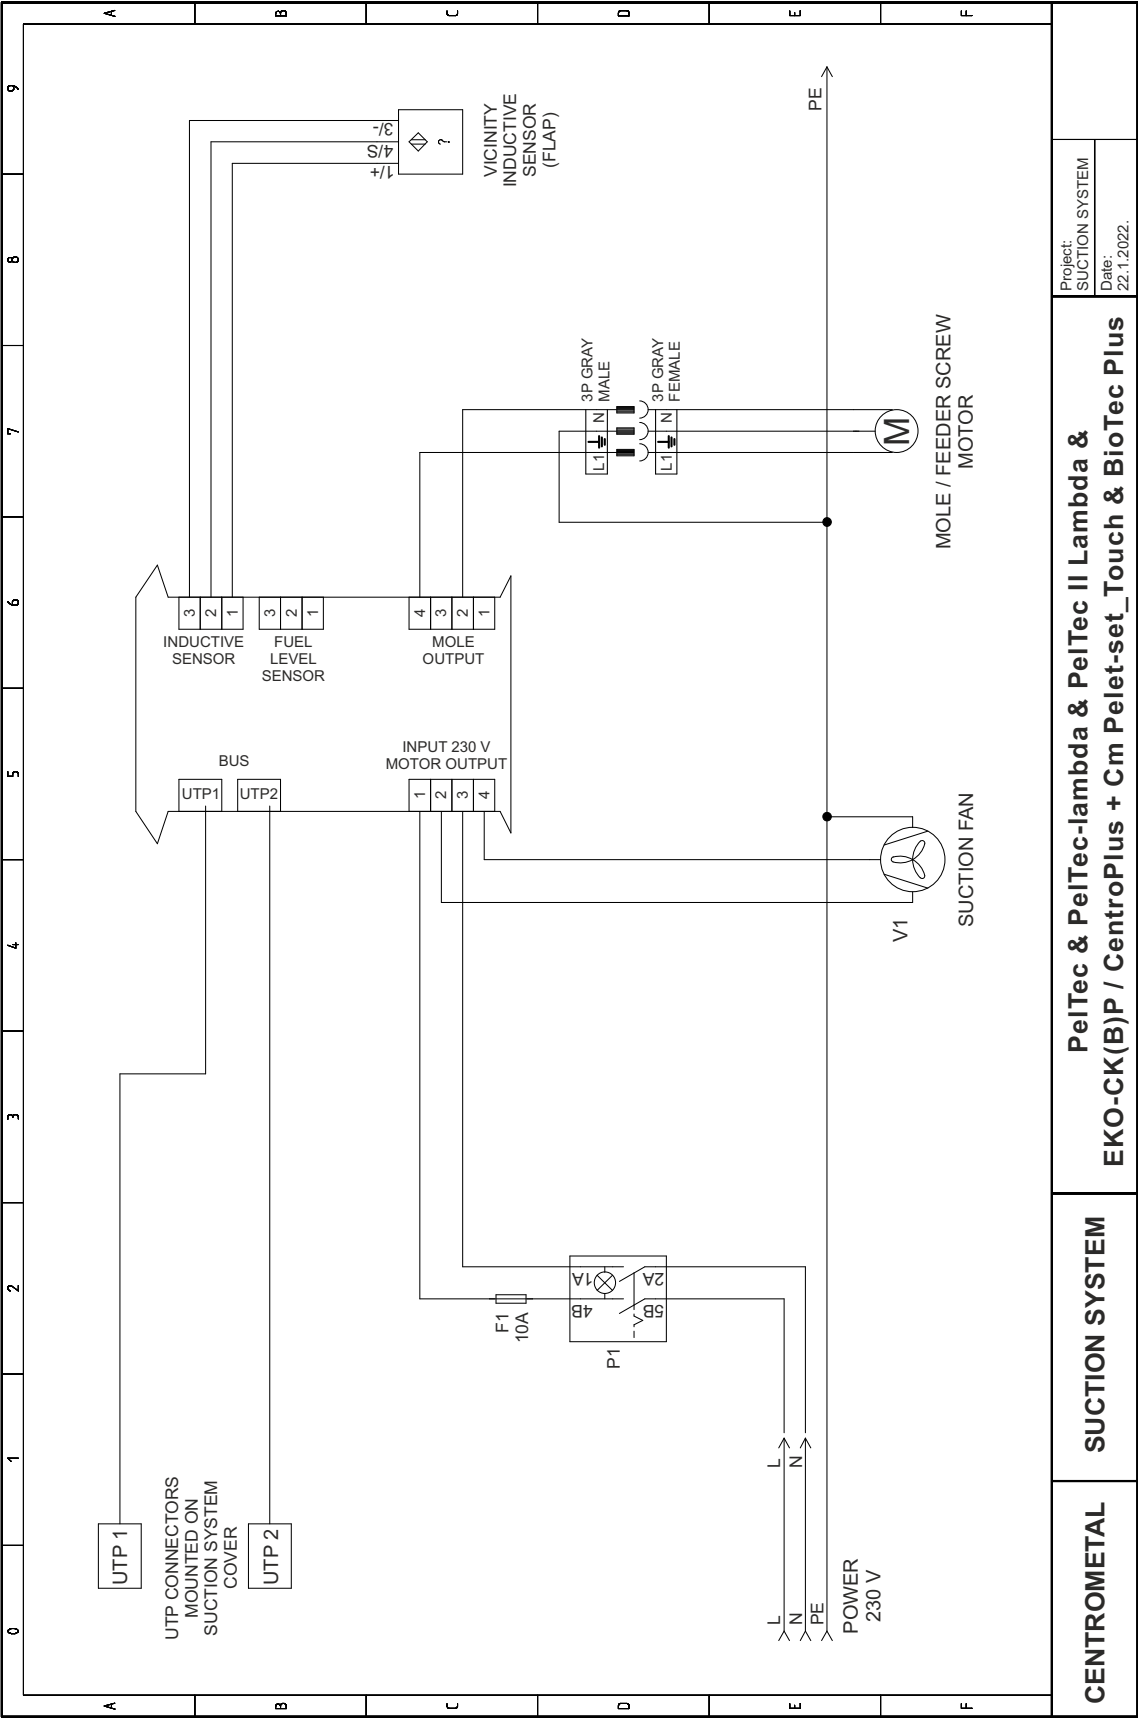 0 1 2 3 4 5 6 7 8 9
A
B
C
D
E
F
A
B
C
D
E
F
UTP 1
UTP CONNECTORS
MOUNTED ON
SUCTION SYSTEM
COVER
UTP 2
BUS
UTP1
UTP2
INPUT 230 V
MOTOR OUTPUT
1
2
3
4
3
2
1
INDUCTIVE
SENSOR
3
2
1
FUEL
LEVEL
SENSOR
4
3
2
1
MOLE
OUTPUT
3/-
4/S
1/+
?
VICINITY
INDUCTIVE
SENSOR
(FLAP)
F1
10A
P1
4B 1A
5B 2A
3P GRAY
MALE
L1 N
3P GRAY
FEMALE
L1 N
M
MOLE / FEEDER SCREW
MOTOR
V1
SUCTION FAN
L
N
PE
L
N
PE
POWER
230 V
CENTROMETAL
SUCTION SYSTEM
PelTec & PelTec-lambda & PelTec II Lambda &
EKO-CK(B)P / CentroPlus + Cm Pelet-set_Touch & BioTec Plus
Project:
SUCTION SYSTEM
Date:
22.1.2022.